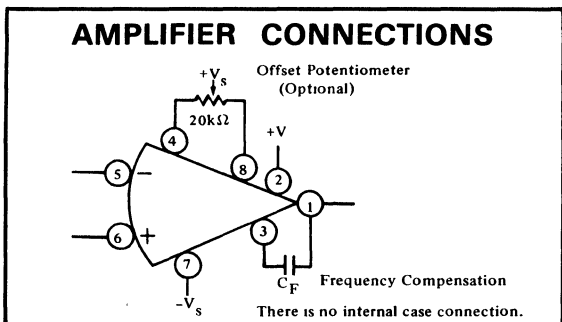 AMPLIFIER CONNECTIONS
+Vs
Offset Potentiometer
(Optional)
20kΩ
4
+V
8
5
−
2
1
6
+
3
7
CF
Frequency Compensation
−Vs
There is no internal case connection.